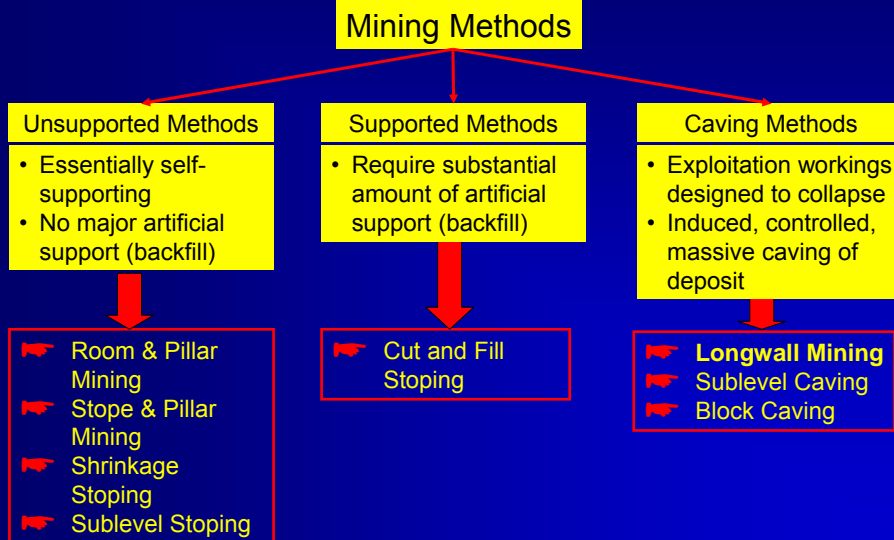 Mining Methods
Unsupported Methods
• Essentially self-
supporting
• No major artificial
support (backfill)
Room & Pillar
Mining
Stope & Pillar
Mining
Shrinkage
Stoping
Sublevel Stoping
Supported Methods
• Require substantial
amount of artificial
support (backfill)
Cut and Fill
Stoping
Caving Methods
• Exploitation workings
designed to collapse
• Induced, controlled,
massive caving of
deposit
Longwall Mining
Sublevel Caving
Block Caving